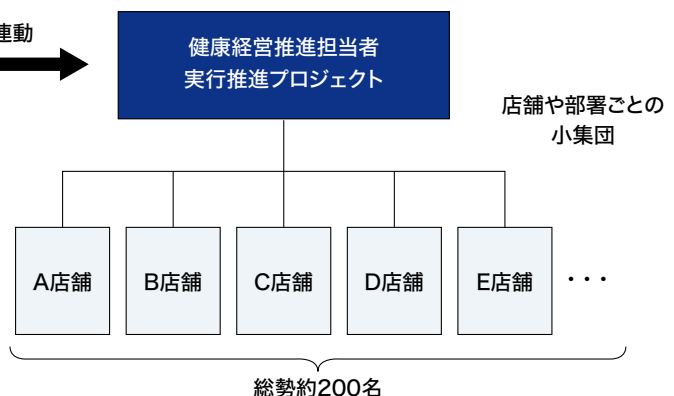 連動
健康経営推進担当者
実行推進プロジェクト
店舗や部署ごとの
小集団
A店舗
B店舗
C店舗
D店舗
E店舗
・・・
総勢約200名